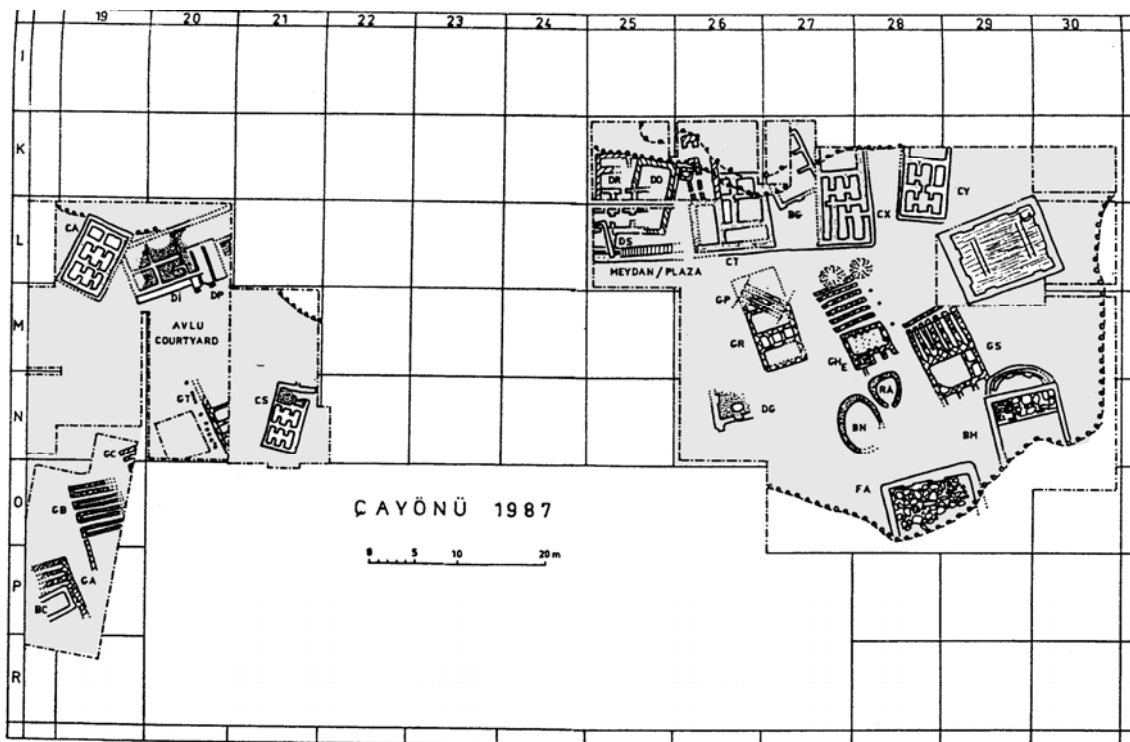 19 20 21 22 23 24 25 26 27 28 29 30
I
K
DR DO BG CX CY
L
CA DS CT
MEYDAN/PLAZA
Dİ DP
M
AVLU
COURTYARD
GP GR GHE GS
N
GT CS DG RA BN BM
GC FA
O
GB
ÇAYÖNÜ 1987
0 5 10 20 m
P
GA
BC
R